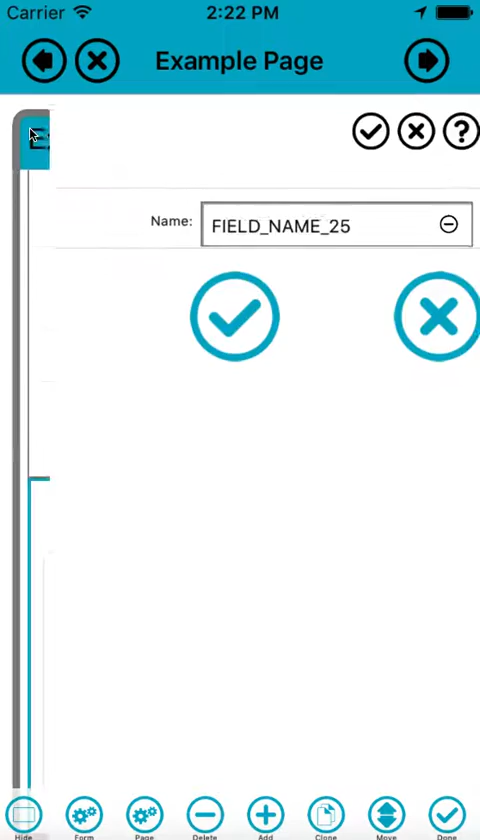 Carrier 2:22 PM
Example Page
Name: FIELD_NAME_25
Hide Form Page Delete Add Clone Move Done